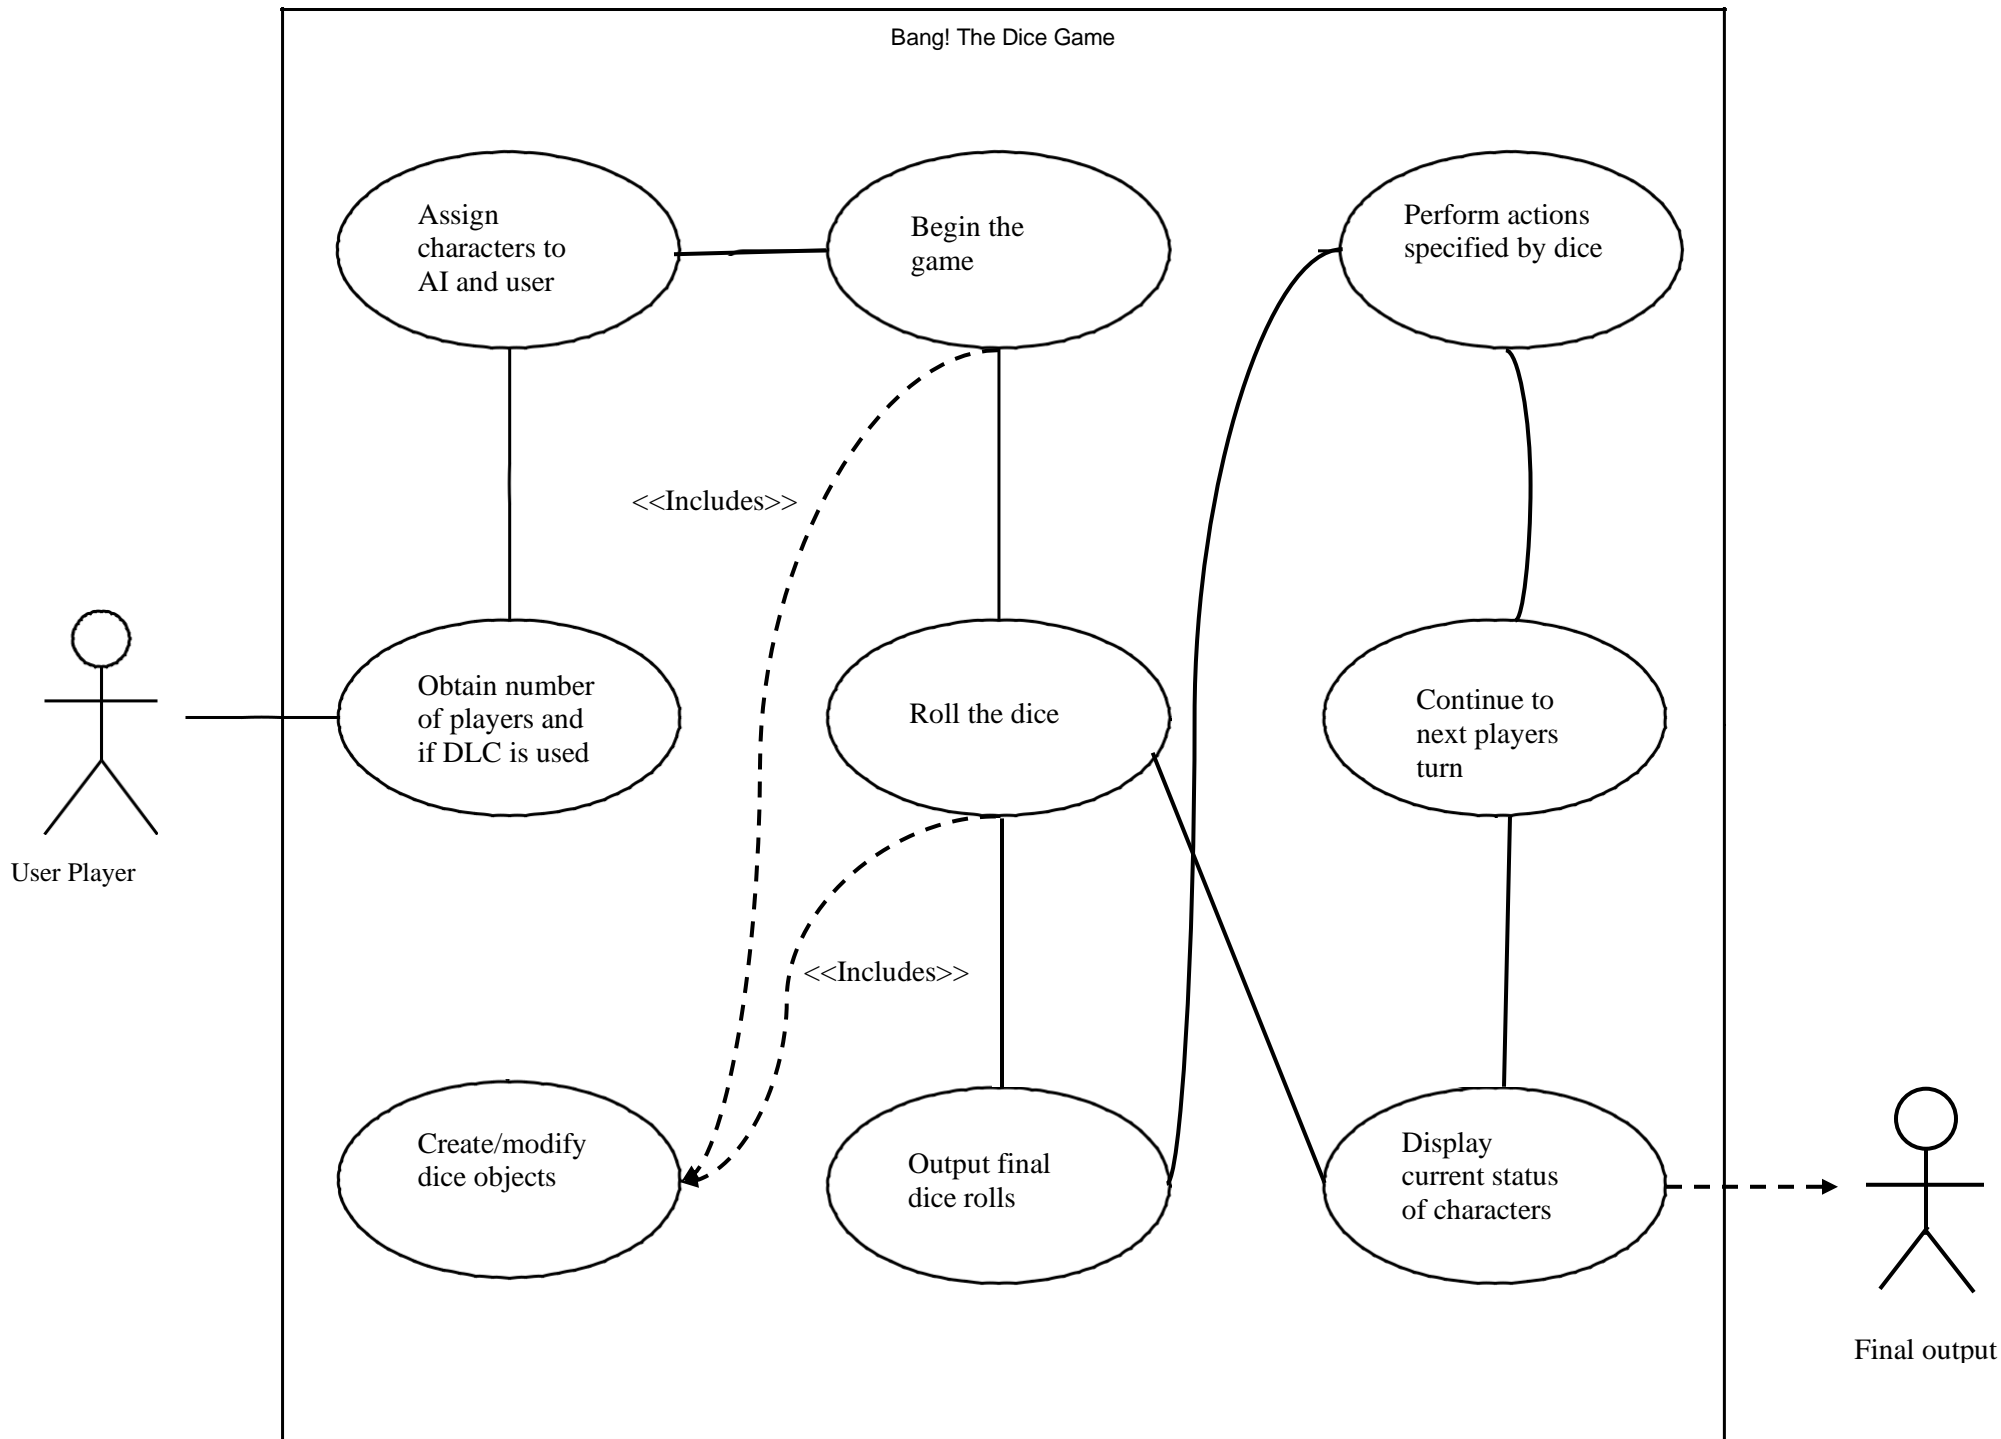 Bang! The Dice Game
Assign
characters to
AI and user
Begin the
game
Perform actions
specified by dice
<<Includes>>
Obtain number
of players and
if DLC is used
Roll the dice
Continue to
next players
turn
User Player
<<Includes>>
Create/modify
dice objects
Output final
dice rolls
Display
current status
of characters
Final output